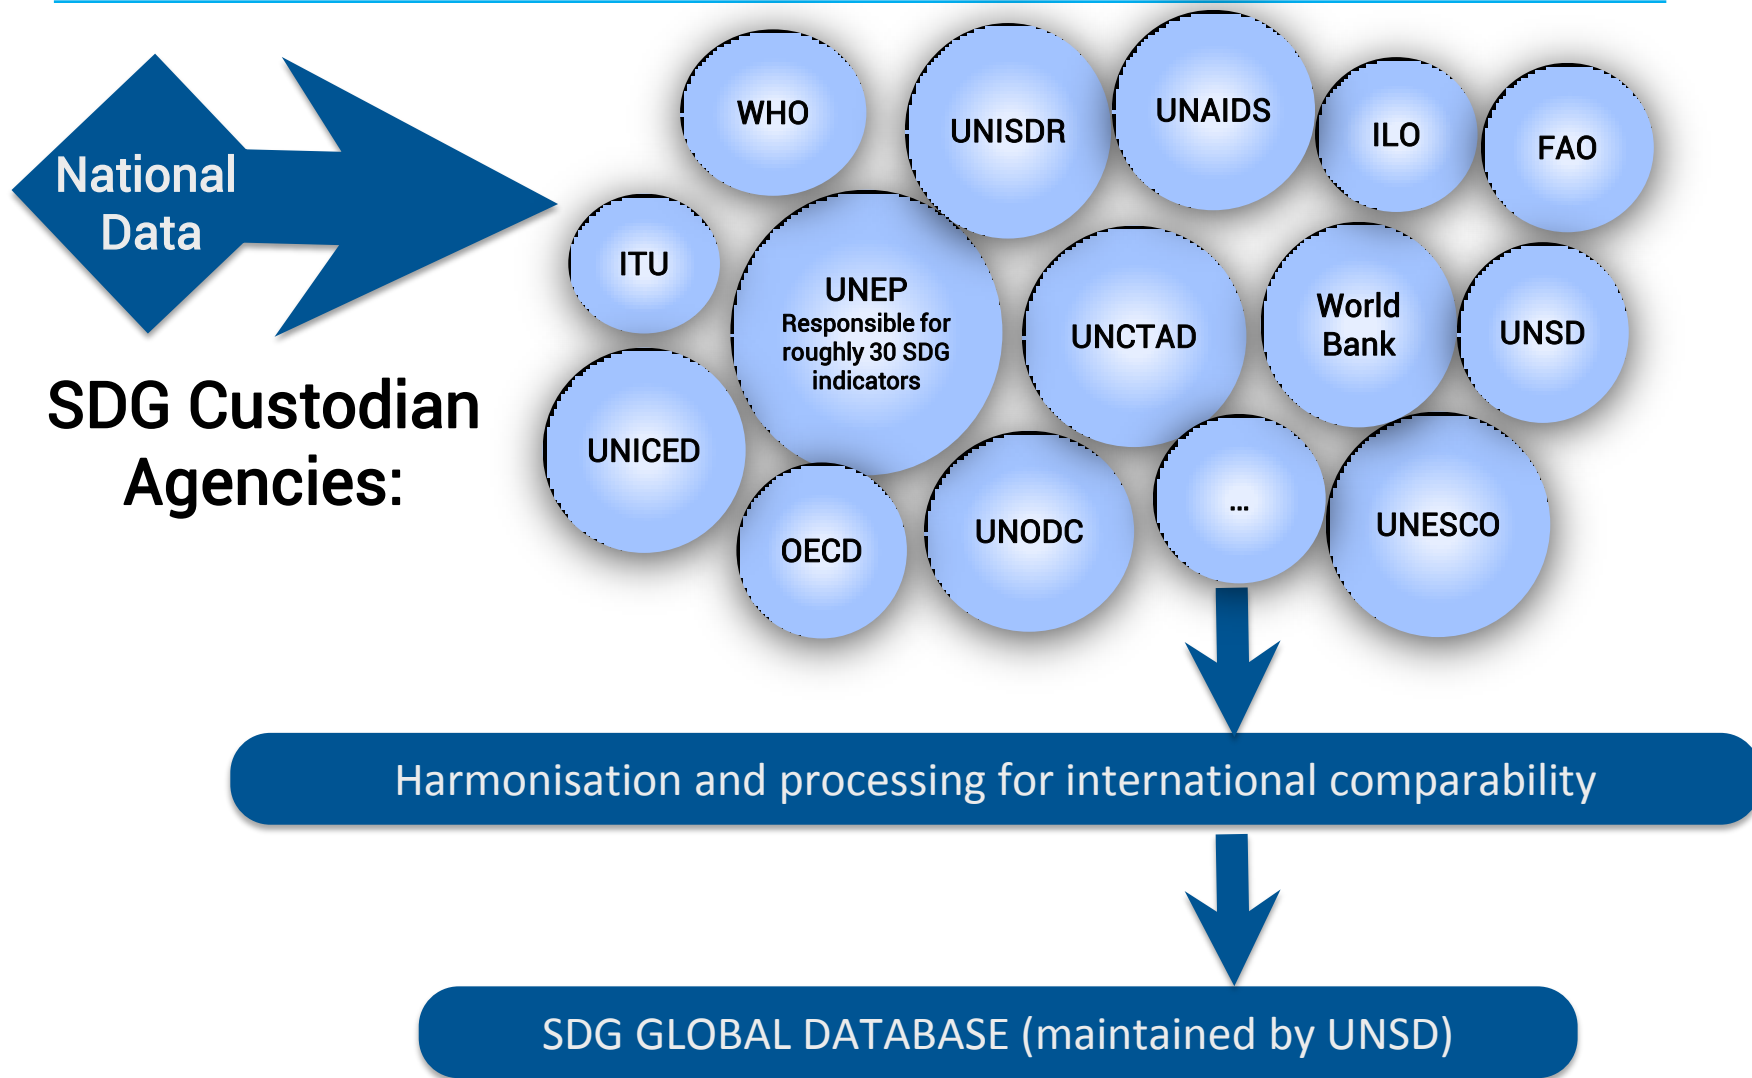 National
Data
SDG Custodian
Agencies:
WHO
UNISDR
UNAIDS
ILO
FAO
ITU
UNEP
Responsible for
roughly 30 SDG
indicators
UNCTAD
World
Bank
UNSD
UNICED
OECD
UNODC
...
UNESCO
Harmonisation and processing for international comparability
SDG GLOBAL DATABASE (maintained by UNSD)